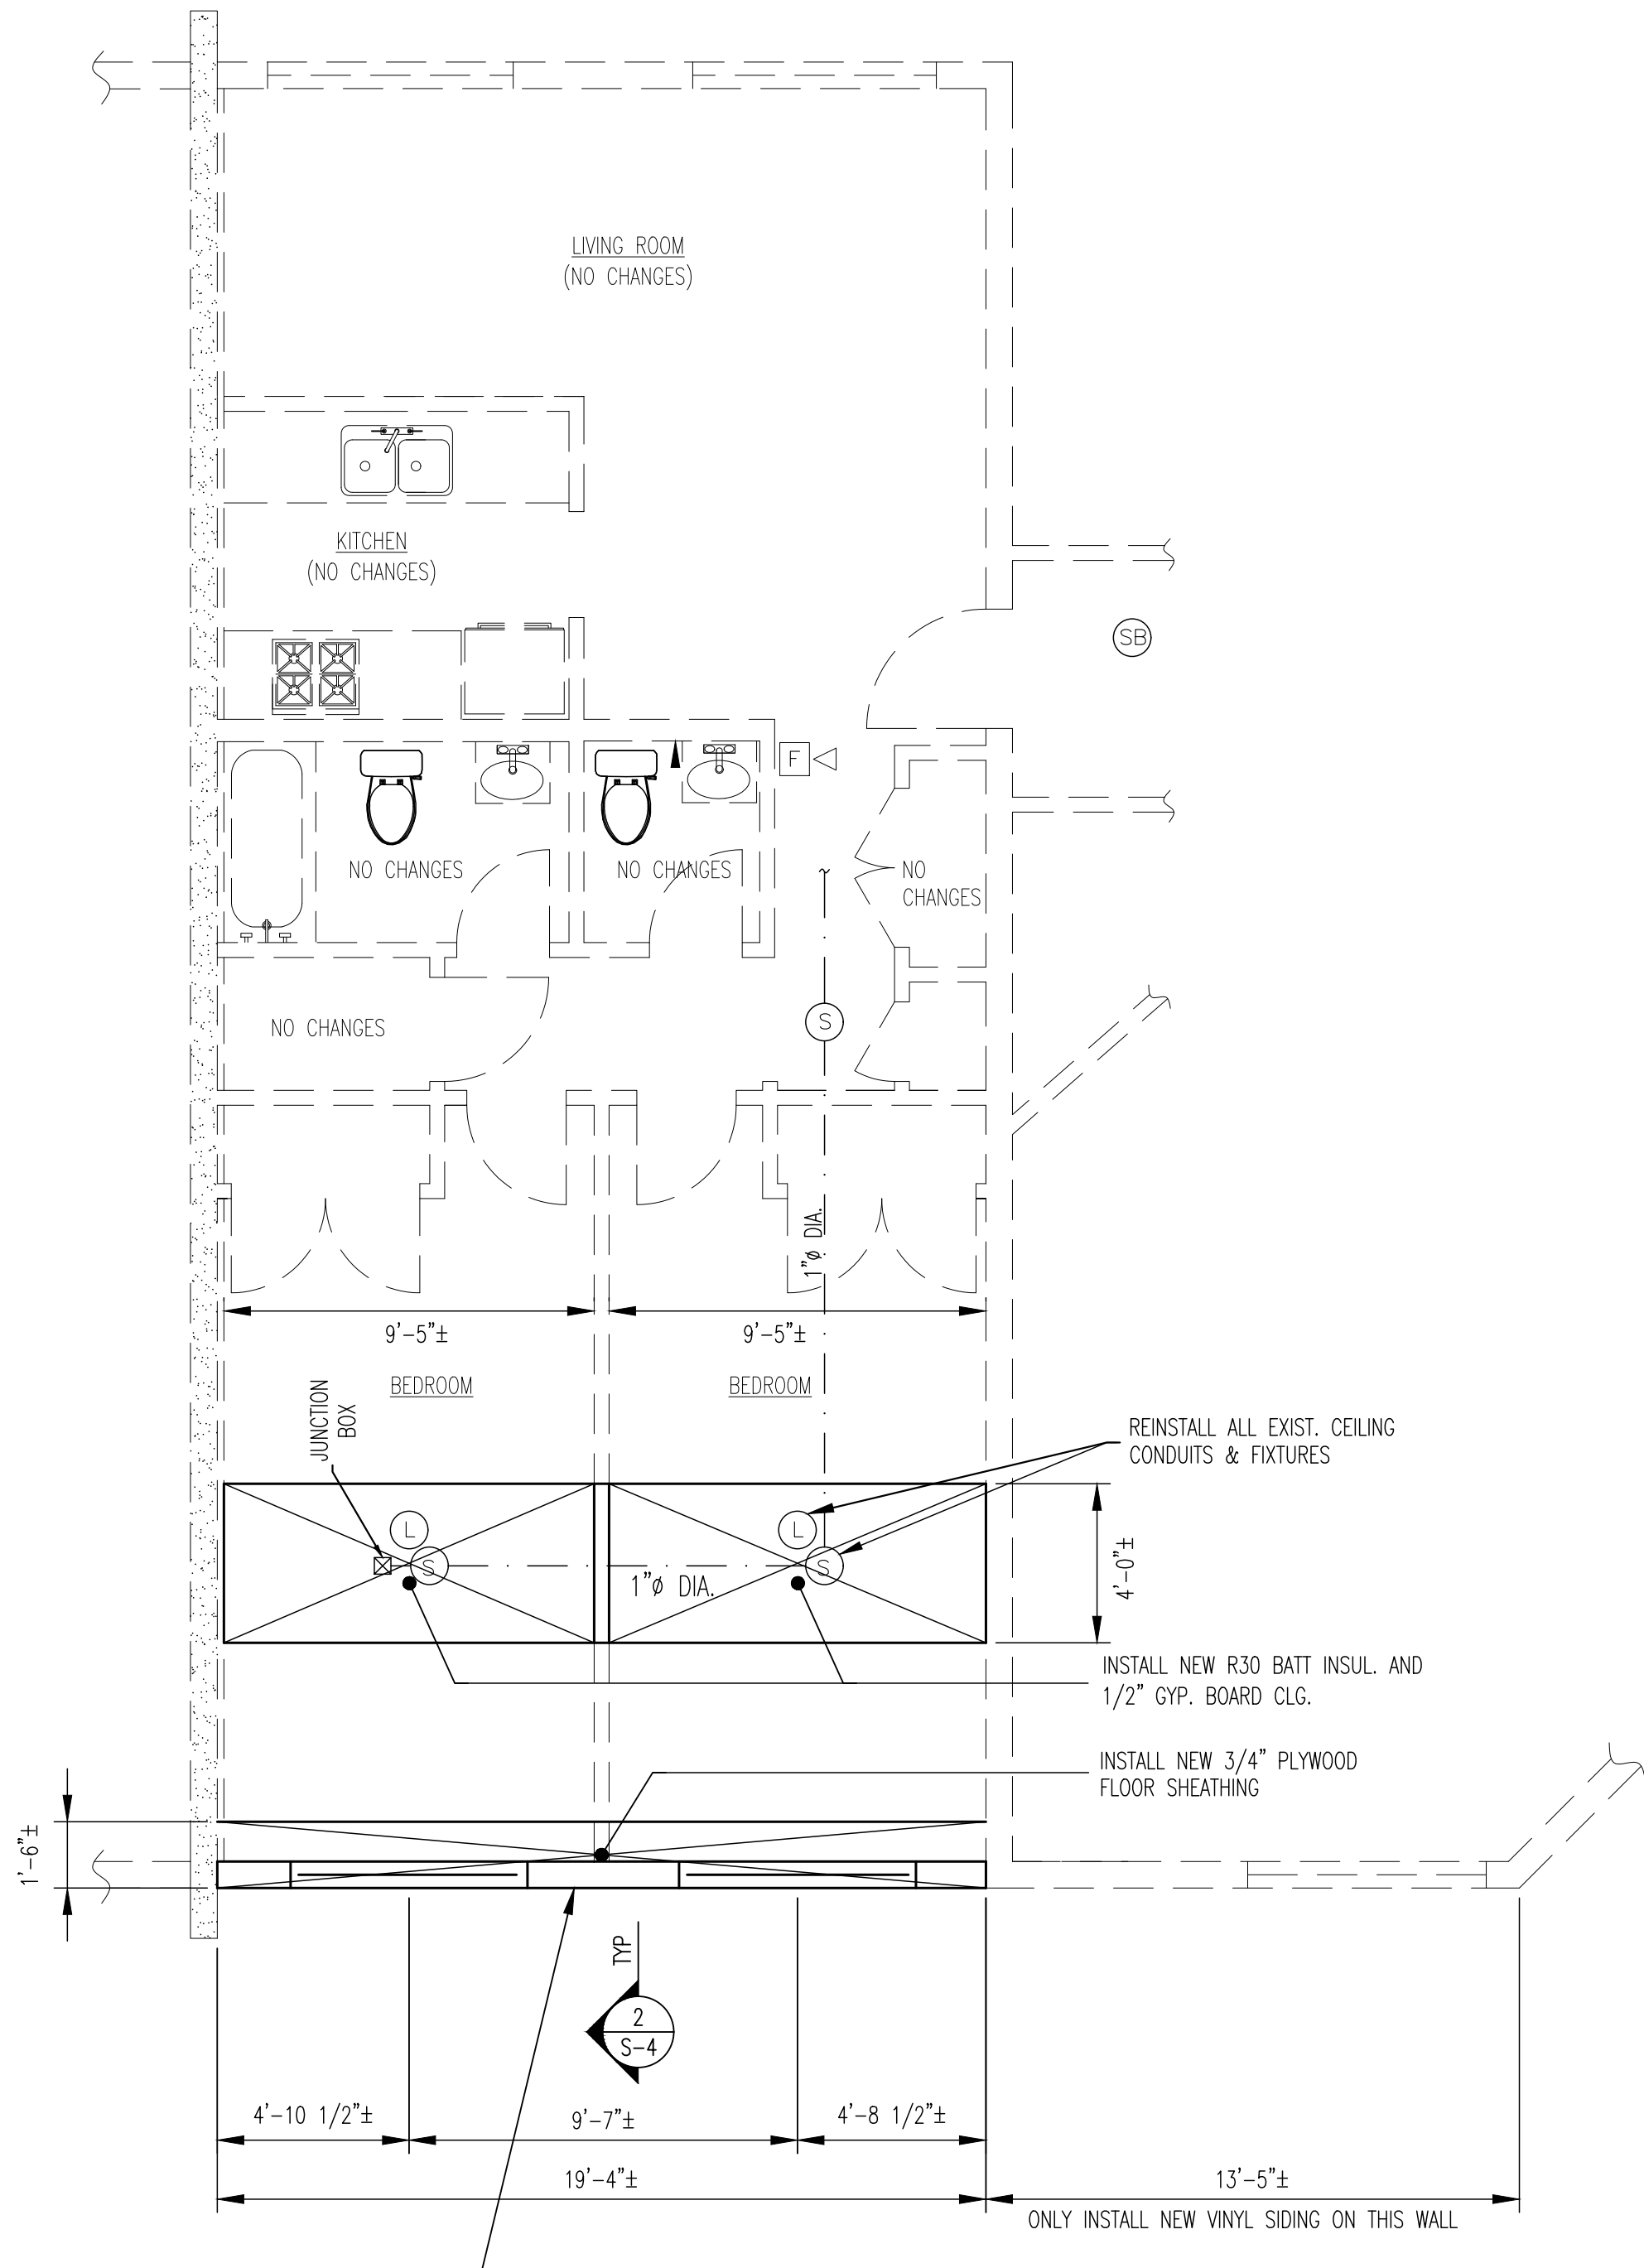 LIVING ROOM
(NO CHANGES)
KITCHEN
(NO CHANGES)
SB
F
NO CHANGES
NO CHANGES
NO
CHANGES
S
NO CHANGES
1"ø DIA.
9'-5"±
9'-5"±
BEDROOM
BEDROOM
JUNCTION
BOX
REINSTALL ALL EXIST. CEILING
CONDUITS & FIXTURES
L
L
S
S
1"ø DIA.
4'-0"±
INSTALL NEW R30 BATT INSUL. AND
1/2" GYP. BOARD CLG.
INSTALL NEW 3/4" PLYWOOD
FLOOR SHEATHING
1'-6"±
TYP
2
S-4
4'-10 1/2"±
9'-7"±
4'-8 1/2"±
19'-4"±
13'-5"±
ONLY INSTALL NEW VINYL SIDING ON THIS WALL